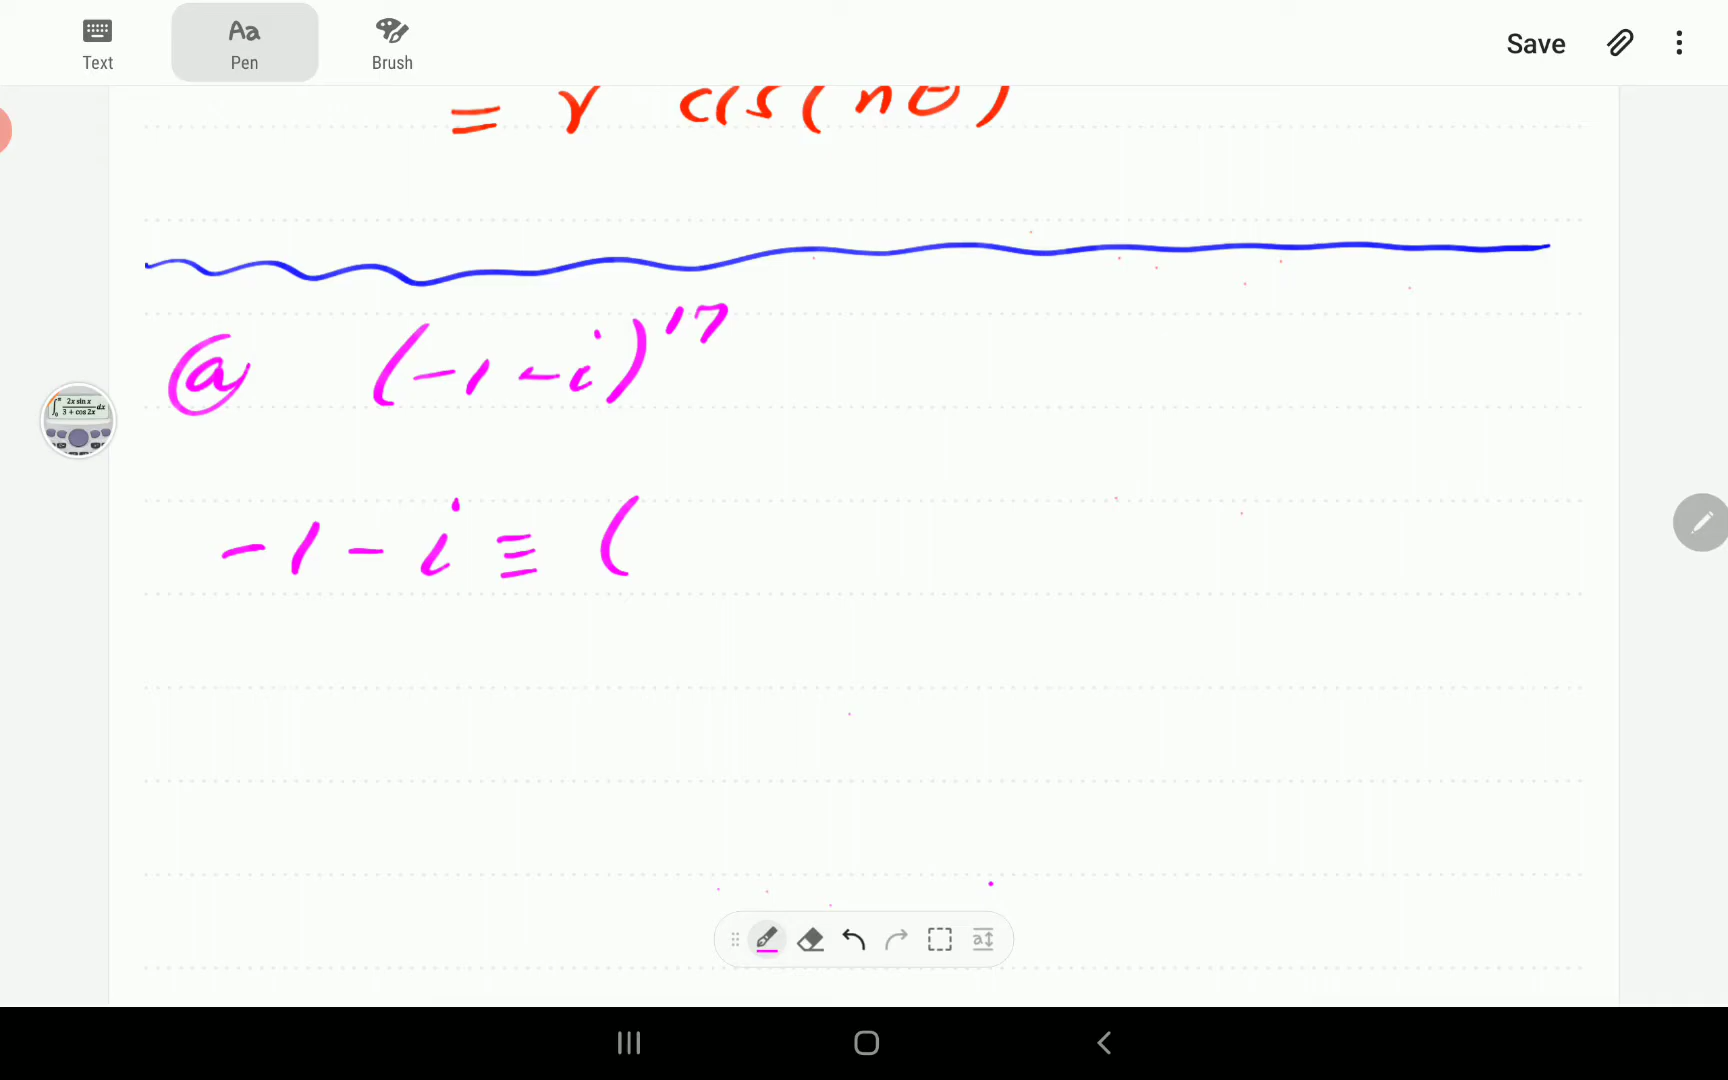 Text Pen Brush Save
= r cis(nθ)
ⓐ (-1-i)^17
-1-i ≡ (